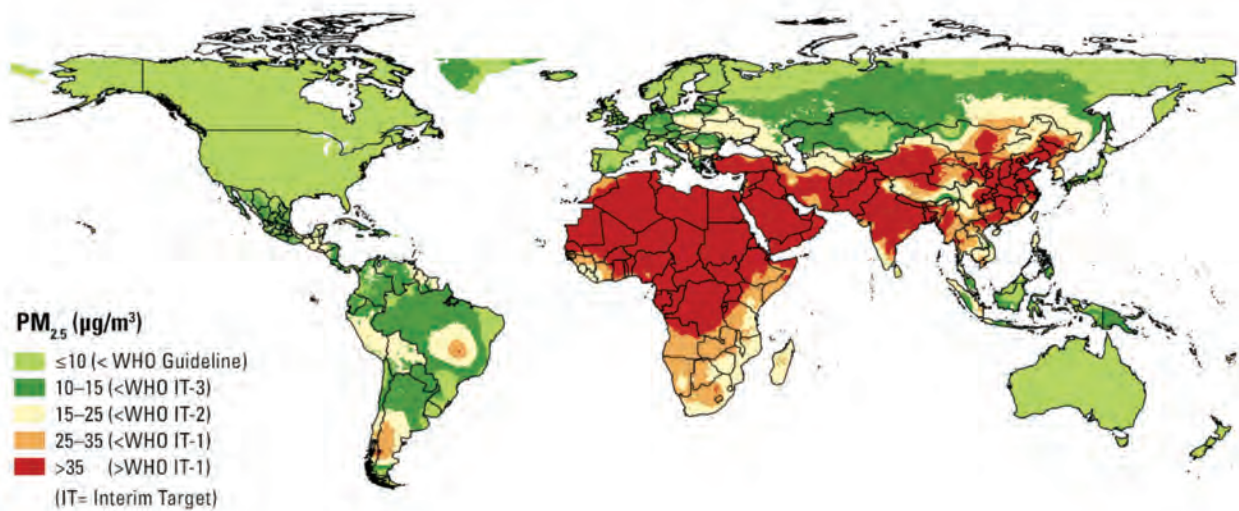 PM2.5 (µg/m³)
≤10 (< WHO Guideline)
10–15 (<WHO IT-3)
15–25 (<WHO IT-2)
25–35 (<WHO IT-1)
>35 (>WHO IT-1)
(IT= Interim Target)